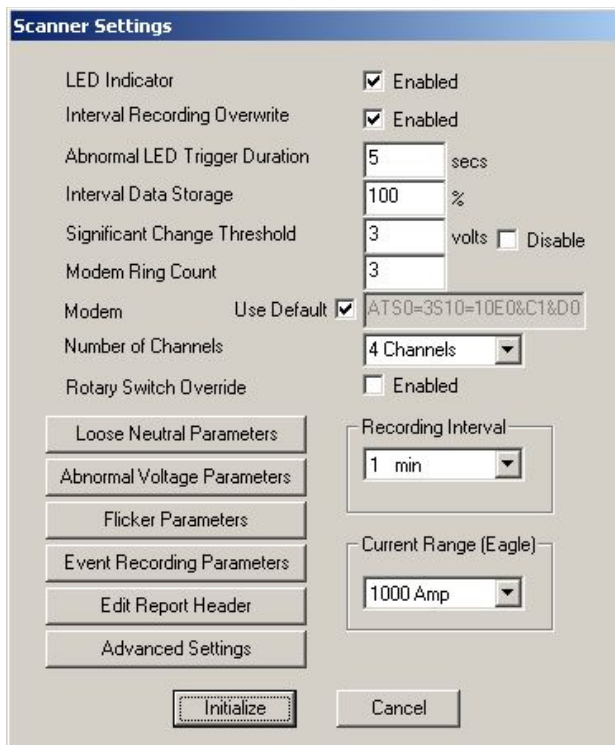 Scanner Settings
LED Indicator Enabled
Interval Recording Overwrite Enabled
Abnormal LED Trigger Duration 5 secs
Interval Data Storage 100 %
Significant Change Threshold 3 volts Disable
Modem Ring Count 3
Modem Use Default ATS0=3S10=10E0&C1&D0
Number of Channels 4 Channels
Rotary Switch Override Enabled
Loose Neutral Parameters
Abnormal Voltage Parameters
Flicker Parameters
Event Recording Parameters
Edit Report Header
Advanced Settings
Recording Interval
1 min
Current Range (Eagle)
1000 Amp
Initialize Cancel